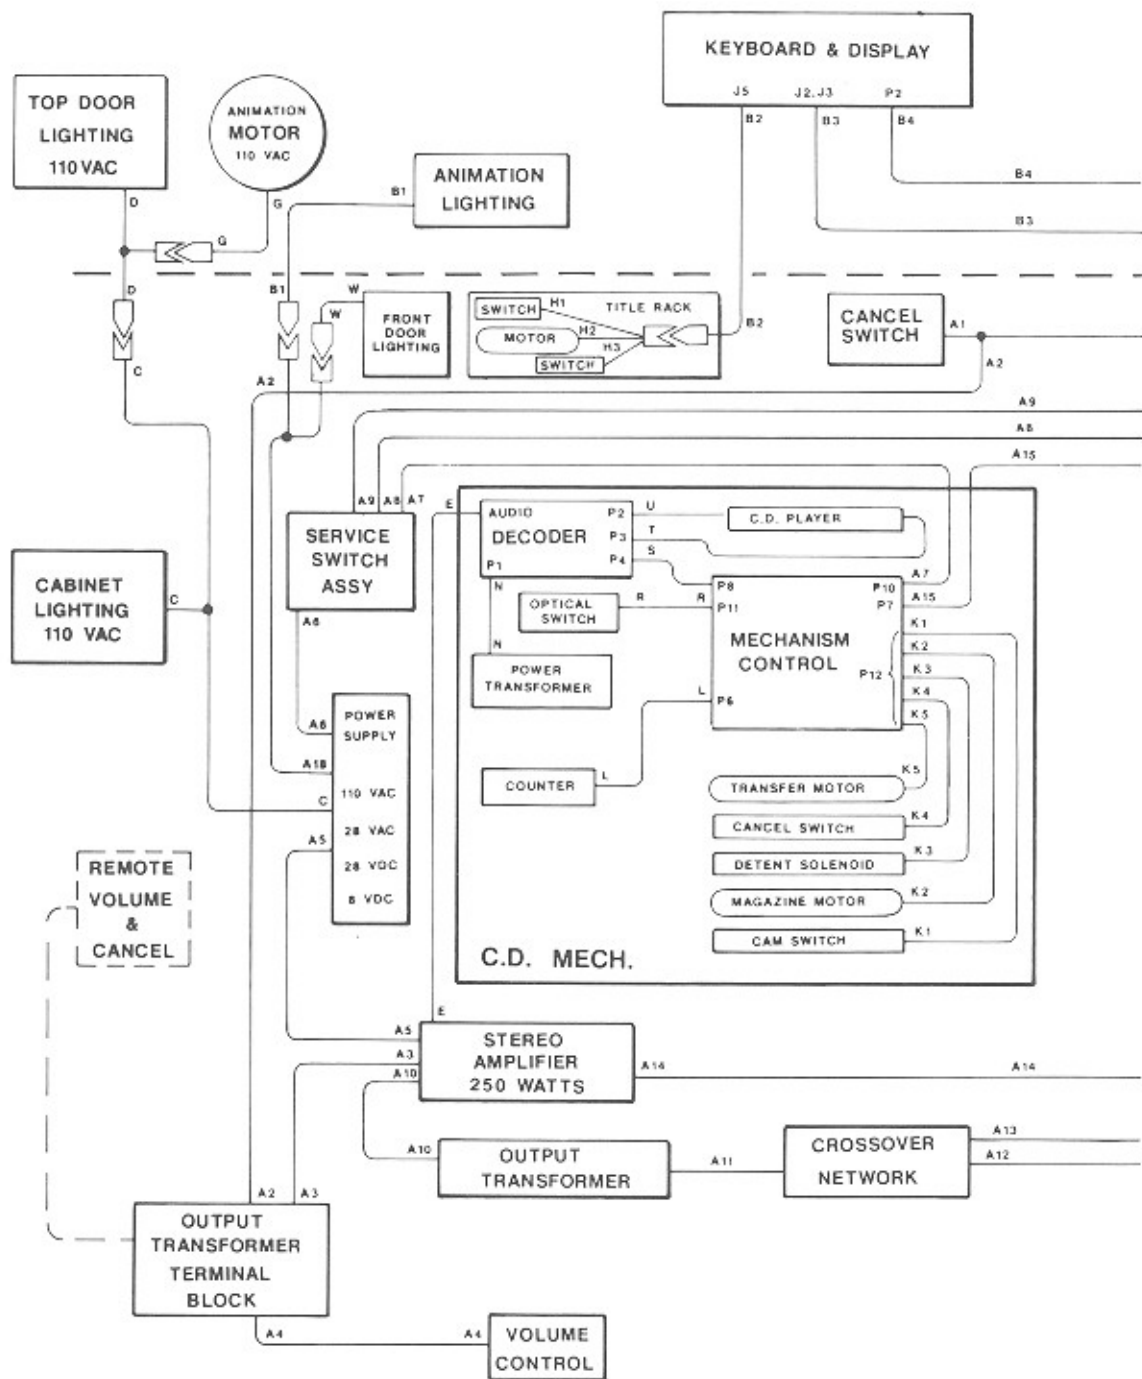 KEYBOARD & DISPLAY
J5 J2, J3 P2
B2 B3 B4
TOP DOOR
LIGHTING
110 VAC
ANIMATION
MOTOR
110 VAC
ANIMATION
LIGHTING
B1
D
G
G
B4
B3
D
B1
W
W
FRONT
DOOR
LIGHTING
SWITCH
H1
TITLE RACK
MOTOR
H2
H3
SWITCH
B2
CANCEL
SWITCH
A1
A2
C
A2
A9
A8
A15
A9 A8 A7
E
SERVICE
SWITCH
ASSY
AUDIO
DECODER
P2
P3
P4
P1
U
T
S
C.D. PLAYER
CABINET
LIGHTING
110 VAC
C
N
N
OPTICAL
SWITCH
R
R
POWER
TRANSFORMER
P8
P11
MECHANISM
CONTROL
P6
P10
P7
P12
A7
A15
K1
K2
K3
K4
K5
A6
A6
POWER
SUPPLY
110 VAC
28 VAC
28 VDC
8 VDC
A18
C
A5
COUNTER
L
L
TRANSFER MOTOR
K5
CANCEL SWITCH
K4
DETENT SOLENOID
K3
MAGAZINE MOTOR
K2
CAM SWITCH
K1
C.D. MECH.
REMOTE
VOLUME
&
CANCEL
E
A5
A3
A10
STEREO
AMPLIFIER
250 WATTS
A14
A14
A10
OUTPUT
TRANSFORMER
A11
CROSSOVER
NETWORK
A13
A12
A2 A3
OUTPUT
TRANSFORMER
TERMINAL
BLOCK
A4
A4
VOLUME
CONTROL